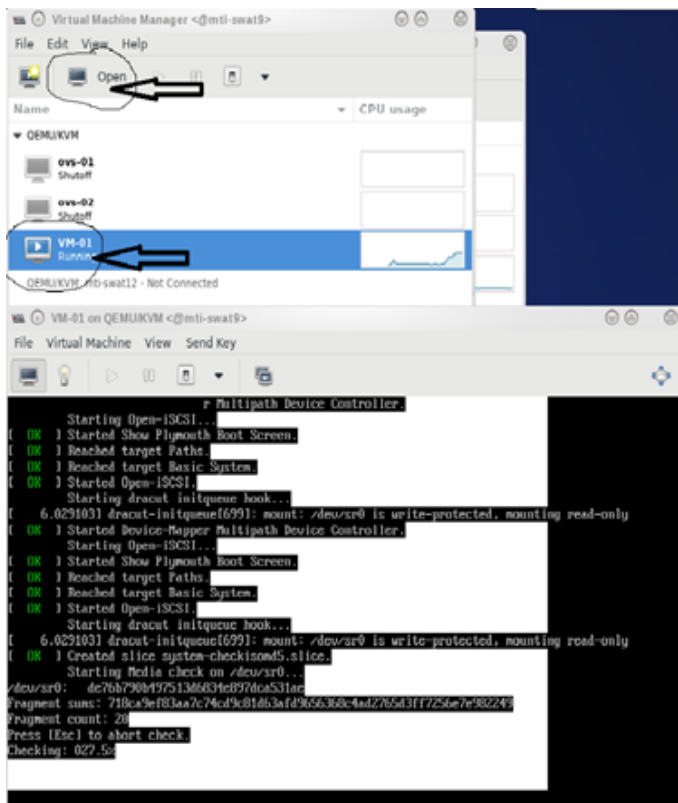 Virtual Machine Manager <@mti-swat9>
File Edit View Help
Open
Name CPU usage
QEMU/KVM
ovs-01
Shutoff
ovs-02
Shutoff
VM-01
Running
QEMU/KVM: mti-swat12 - Not Connected
VM-01 on QEMU/KVM <@mti-swat9>
File Virtual Machine View Send Key
r Multipath Device Controller.
Starting Open-iSCSI...
[ OK ] Started Show Plymouth Boot Screen.
[ OK ] Reached target Paths.
[ OK ] Reached target Basic System.
[ OK ] Started Open-iSCSI.
Starting dracut initqueue hook...
[ 6.029103] dracut-initqueue[699]: mount: /dev/sr0 is write-protected, mounting read-only
[ OK ] Started Device-Mapper Multipath Device Controller.
Starting Open-iSCSI...
[ OK ] Started Show Plymouth Boot Screen.
[ OK ] Reached target Paths.
[ OK ] Reached target Basic System.
[ OK ] Started Open-iSCSI.
Starting dracut initqueue hook...
[ 6.029103] dracut-initqueue[699]: mount: /dev/sr0 is write-protected, mounting read-only
[ OK ] Created slice system-checkisomd5.slice.
Starting Media check on /dev/sr0...
/dev/sr0:
Fragment sums:
Fragment count: 20
Press [Esc] to abort check.
Checking: 027.5%